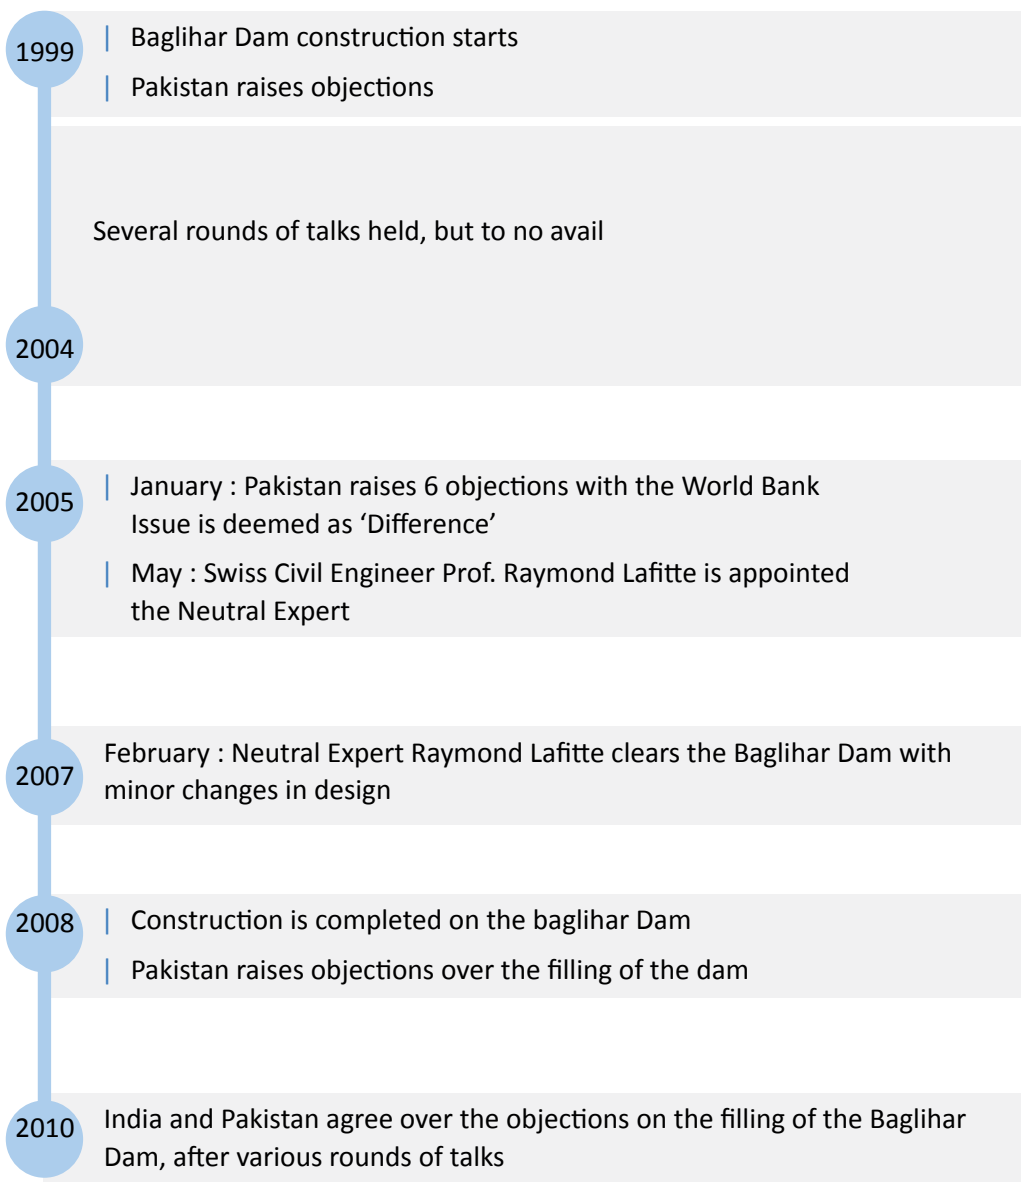 1999
| Baglihar Dam construction starts
| Pakistan raises objections
Several rounds of talks held, but to no avail
2004
2005
| January : Pakistan raises 6 objections with the World Bank
Issue is deemed as ‘Difference’
| May : Swiss Civil Engineer Prof. Raymond Lafitte is appointed
the Neutral Expert
2007
February : Neutral Expert Raymond Lafitte clears the Baglihar Dam with
minor changes in design
2008
| Construction is completed on the baglihar Dam
| Pakistan raises objections over the filling of the dam
2010
India and Pakistan agree over the objections on the filling of the Baglihar
Dam, after various rounds of talks